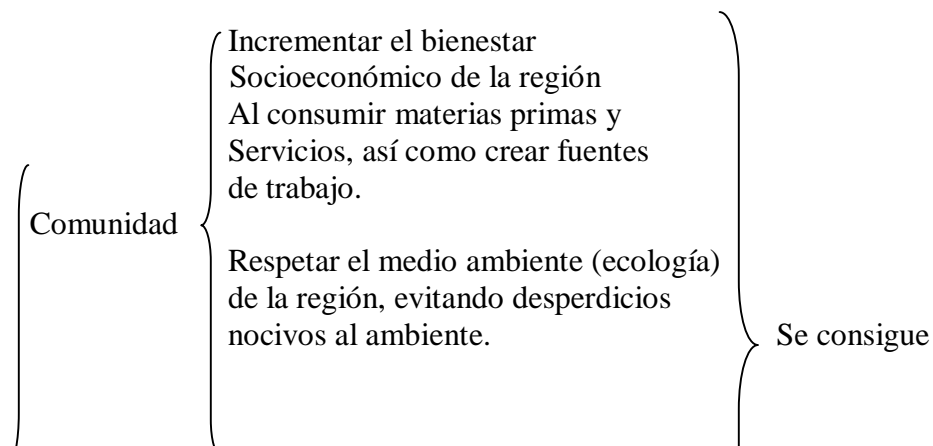 Incrementar el bienestar
Socioeconómico de la región
Al consumir materias primas y
Servicios, así como crear fuentes
de trabajo.
Comunidad
Respetar el medio ambiente (ecología)
de la región, evitando desperdicios
nocivos al ambiente.
Se consigue